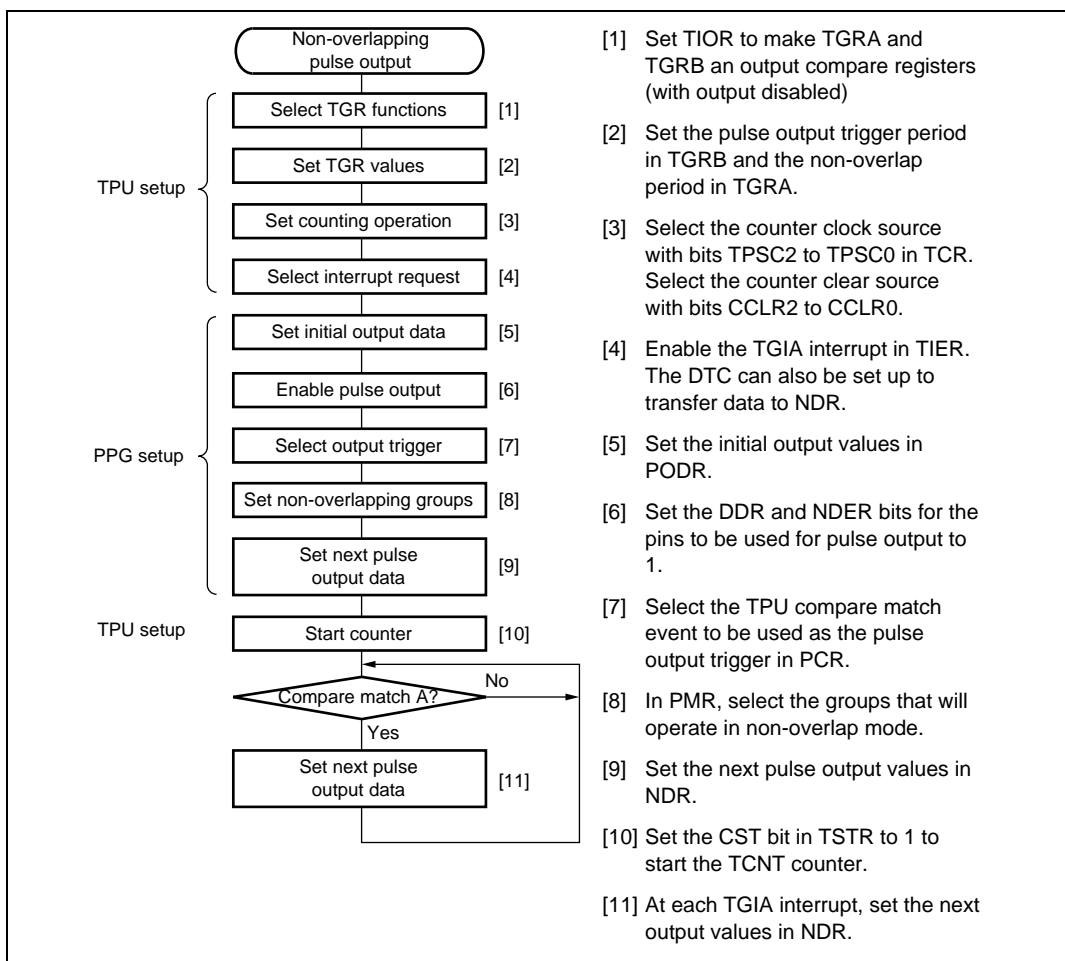 Non-overlapping
pulse output
Select TGR functions [1]
Set TGR values [2]
TPU setup
Set counting operation [3]
Select interrupt request [4]
Set initial output data [5]
Enable pulse output [6]
PPG setup
Select output trigger [7]
Set non-overlapping groups [8]
Set next pulse
output data
[9]
TPU setup
Start counter [10]
Compare match A?
No
Yes
Set next pulse
output data
[11]
[1] Set TIOR to make TGRA and
TGRB an output compare registers
(with output disabled)
[2] Set the pulse output trigger period
in TGRB and the non-overlap
period in TGRA.
[3] Select the counter clock source
with bits TPSC2 to TPSC0 in TCR.
Select the counter clear source
with bits CCLR2 to CCLR0.
[4] Enable the TGIA interrupt in TIER.
The DTC can also be set up to
transfer data to NDR.
[5] Set the initial output values in
PODR.
[6] Set the DDR and NDER bits for the
pins to be used for pulse output to
1.
[7] Select the TPU compare match
event to be used as the pulse
output trigger in PCR.
[8] In PMR, select the groups that will
operate in non-overlap mode.
[9] Set the next pulse output values in
NDR.
[10] Set the CST bit in TSTR to 1 to
start the TCNT counter.
[11] At each TGIA interrupt, set the next
output values in NDR.